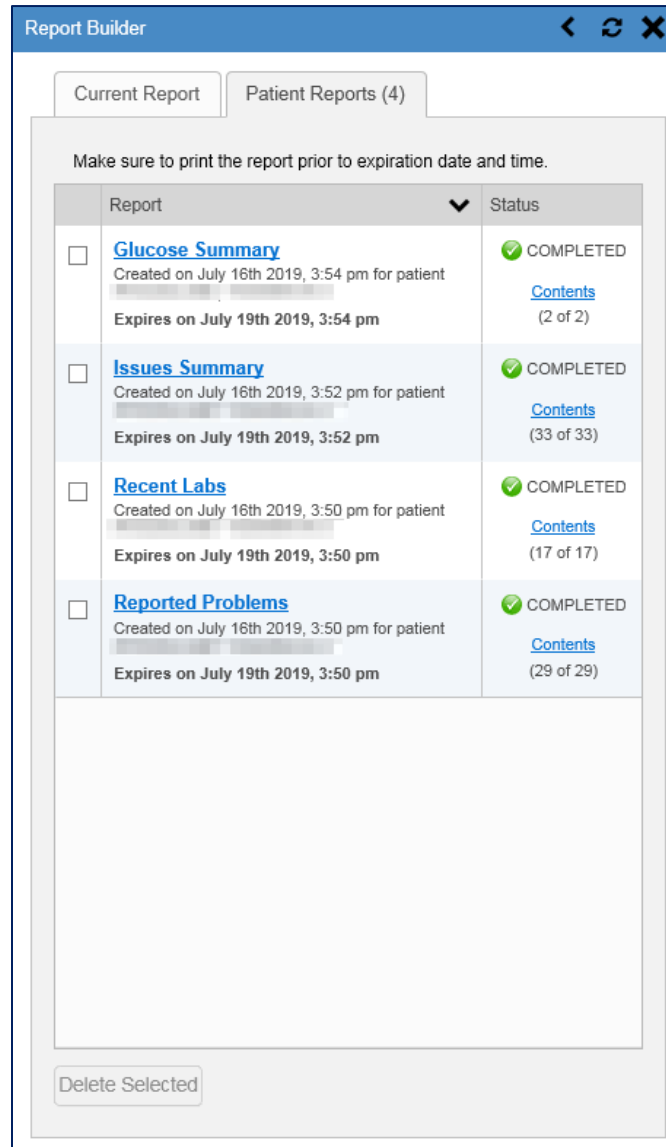 Report Builder
Current Report
Patient Reports (4)
Make sure to print the report prior to expiration date and time.
Report
Status
Glucose Summary
Created on July 16th 2019, 3:54 pm for patient
Expires on July 19th 2019, 3:54 pm
COMPLETED
Contents
(2 of 2)
Issues Summary
Created on July 16th 2019, 3:52 pm for patient
Expires on July 19th 2019, 3:52 pm
COMPLETED
Contents
(33 of 33)
Recent Labs
Created on July 16th 2019, 3:50 pm for patient
Expires on July 19th 2019, 3:50 pm
COMPLETED
Contents
(17 of 17)
Reported Problems
Created on July 16th 2019, 3:50 pm for patient
Expires on July 19th 2019, 3:50 pm
COMPLETED
Contents
(29 of 29)
Delete Selected